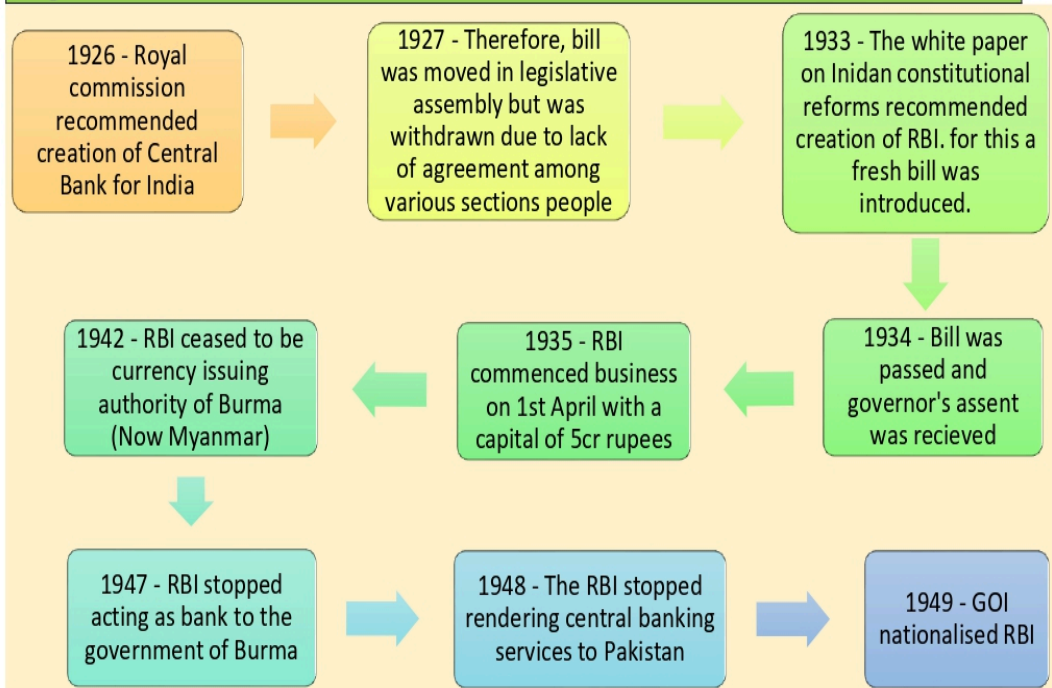 1926 - Royal
commission
recommended
creation of Central
Bank for India
1927 - Therefore, bill
was moved in legislative
assembly but was
withdrawn due to lack
of agreement among
various sections people
1933 - The white paper
on Inidan constitutional
reforms recommended
creation of RBI. for this a
fresh bill was
introduced.
1934 - Bill was
passed and
governor's assent
was recieved
1935 - RBI
commenced business
on 1st April with a
capital of 5cr rupees
1942 - RBI ceased to be
currency issuing
authority of Burma
(Now Myanmar)
1947 - RBI stopped
acting as bank to the
government of Burma
1948 - The RBI stopped
rendering central banking
services to Pakistan
1949 - GOI
nationalised RBI